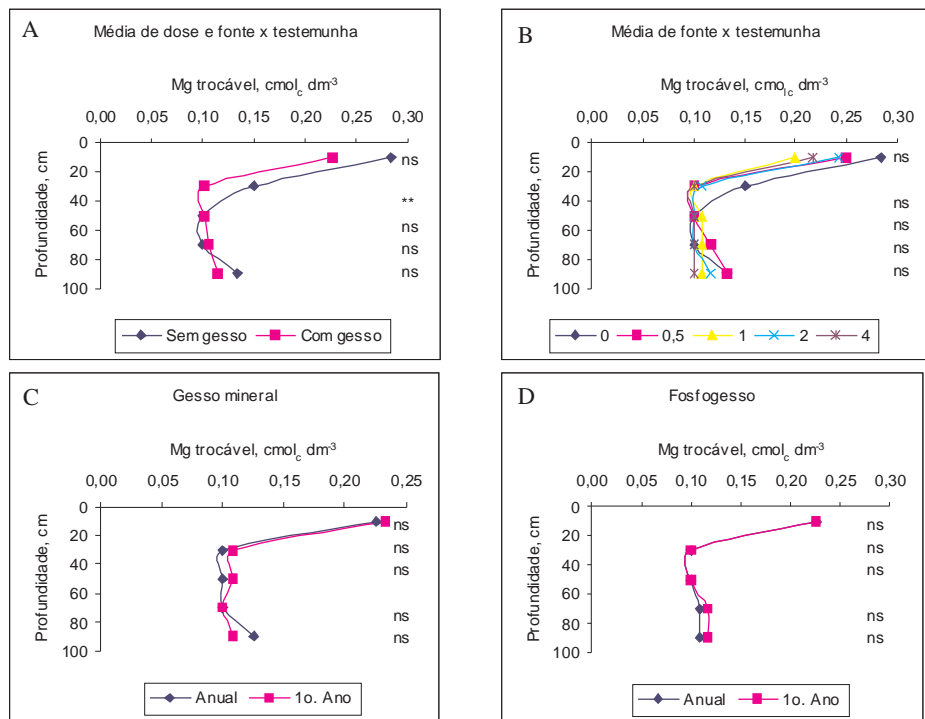 A
Média de dose e fonte x testemunha
Mg trocável, cmolc dm-3
0,00 0,05 0,10 0,15 0,20 0,25 0,30
Profundidade, cm
0
20
40
60
80
100
ns
**
ns
ns
ns
Sem gesso Com gesso
B
Média de fonte x testemunha
Mg trocável, cmolc dm-3
0,00 0,05 0,10 0,15 0,20 0,25 0,30
Profundidade, cm
0
20
40
60
80
100
ns
ns
ns
ns
ns
0 0,5 1 2 4
C
Gesso mineral
Mg trocável, cmolc dm-3
0,00 0,05 0,10 0,15 0,20 0,25
Profundidade, cm
0
20
40
60
80
100
ns
ns
ns
ns
ns
Anual 1o. Ano
D
Fosfogesso
Mg trocável, cmolc dm-3
0,00 0,05 0,10 0,15 0,20 0,25 0,30
Profundidade, cm
0
20
40
60
80
100
ns
ns
ns
ns
ns
Anual 1o. Ano